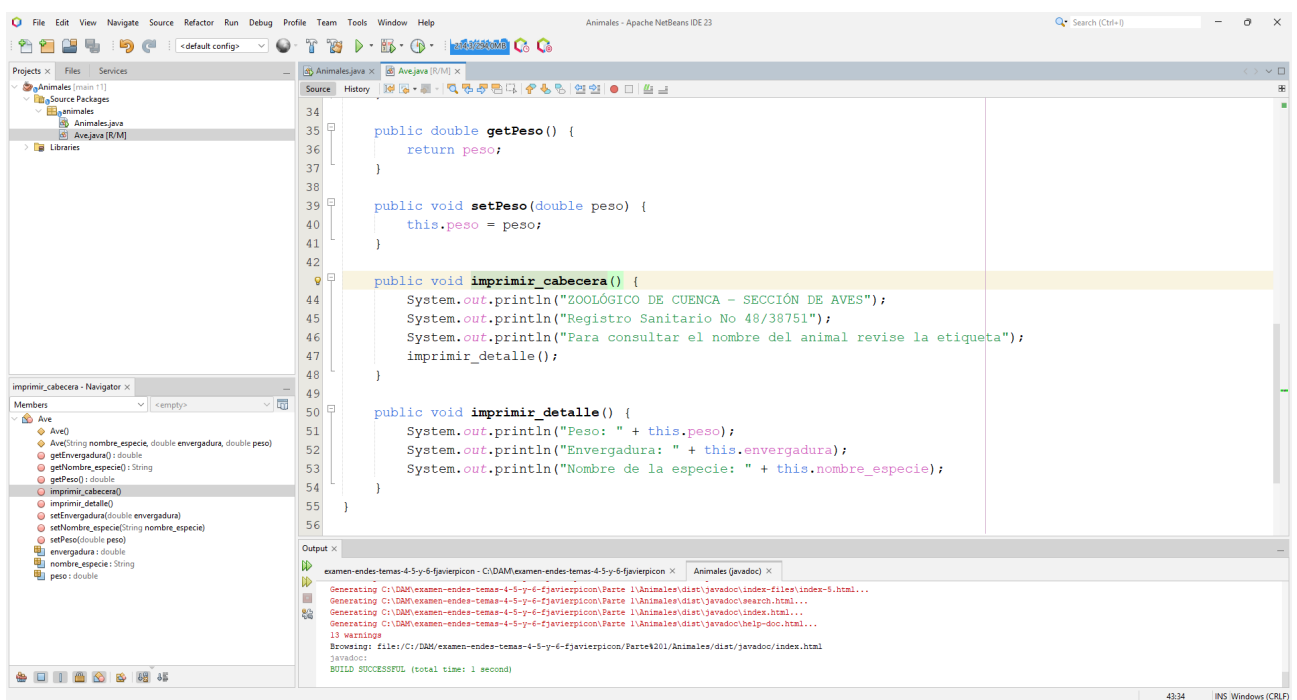 File Edit View Navigate Source Refactor Run Debug Profile Team Tools Window Help
Animales - Apache NetBeans IDE 23
Search (Ctrl+I)
<default config>
Projects × Files Services
Animales [main ↑1]
Source Packages
animales
Animales.java
Ave.java [R/M]
Libraries
Animales.java × Ave.java [R/M] ×
Source History
34
35 public double getPeso() {
36 return peso;
37 }
38
39 public void setPeso(double peso) {
40 this.peso = peso;
41 }
42
public void imprimir_cabecera() {
44 System.out.println("ZOOLÓGICO DE CUENCA - SECCIÓN DE AVES");
45 System.out.println("Registro Sanitario No 48/38751");
46 System.out.println("Para consultar el nombre del animal revise la etiqueta");
47 imprimir_detalle();
48 }
49
50 public void imprimir_detalle() {
51 System.out.println("Peso: " + this.peso);
52 System.out.println("Envergadura: " + this.envergadura);
53 System.out.println("Nombre de la especie: " + this.nombre_especie);
54 }
55 }
56
imprimir_cabecera - Navigator ×
Members <empty>
Ave
Ave()
Ave(String nombre_especie, double envergadura, double peso)
getEnvergadura() : double
getNombre_especie() : String
getPeso() : double
imprimir_cabecera()
imprimir_detalle()
setEnvergadura(double envergadura)
setNombre_especie(String nombre_especie)
setPeso(double peso)
envergadura : double
nombre_especie : String
peso : double
Output ×
examen-endes-temas-4-5-y-6-fjavierpicon - C:\DAM\examen-endes-temas-4-5-y-6-fjavierpicon × Animales (javadoc) ×
Generating C:\DAM\examen-endes-temas-4-5-y-6-fjavierpicon\Parte 1\Animales\dist\javadoc\index-files\index-5.html...
Generating C:\DAM\examen-endes-temas-4-5-y-6-fjavierpicon\Parte 1\Animales\dist\javadoc\search.html...
Generating C:\DAM\examen-endes-temas-4-5-y-6-fjavierpicon\Parte 1\Animales\dist\javadoc\index.html...
Generating C:\DAM\examen-endes-temas-4-5-y-6-fjavierpicon\Parte 1\Animales\dist\javadoc\help-doc.html...
13 warnings
Browsing: file:/C:/DAM/examen-endes-temas-4-5-y-6-fjavierpicon/Parte%201/Animales/dist/javadoc/index.html
javadoc:
BUILD SUCCESSFUL (total time: 1 second)
43:34 INS Windows (CRLF)